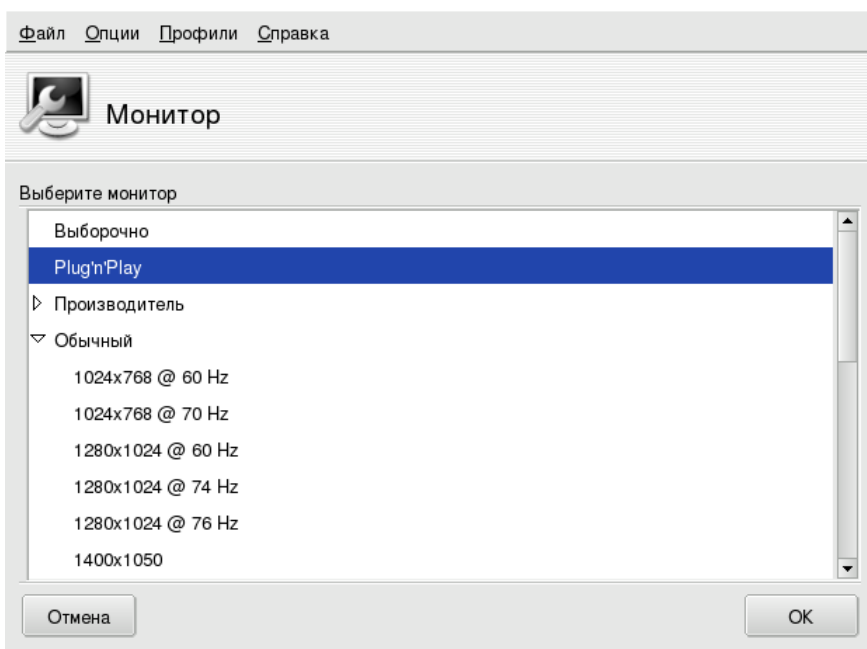 Файл Опции Профили Справка
Монитор
Выберите монитор
Выборочно
Plug'n'Play
Производитель
Обычный
1024x768 @ 60 Hz
1024x768 @ 70 Hz
1280x1024 @ 60 Hz
1280x1024 @ 74 Hz
1280x1024 @ 76 Hz
1400x1050
Отмена OK